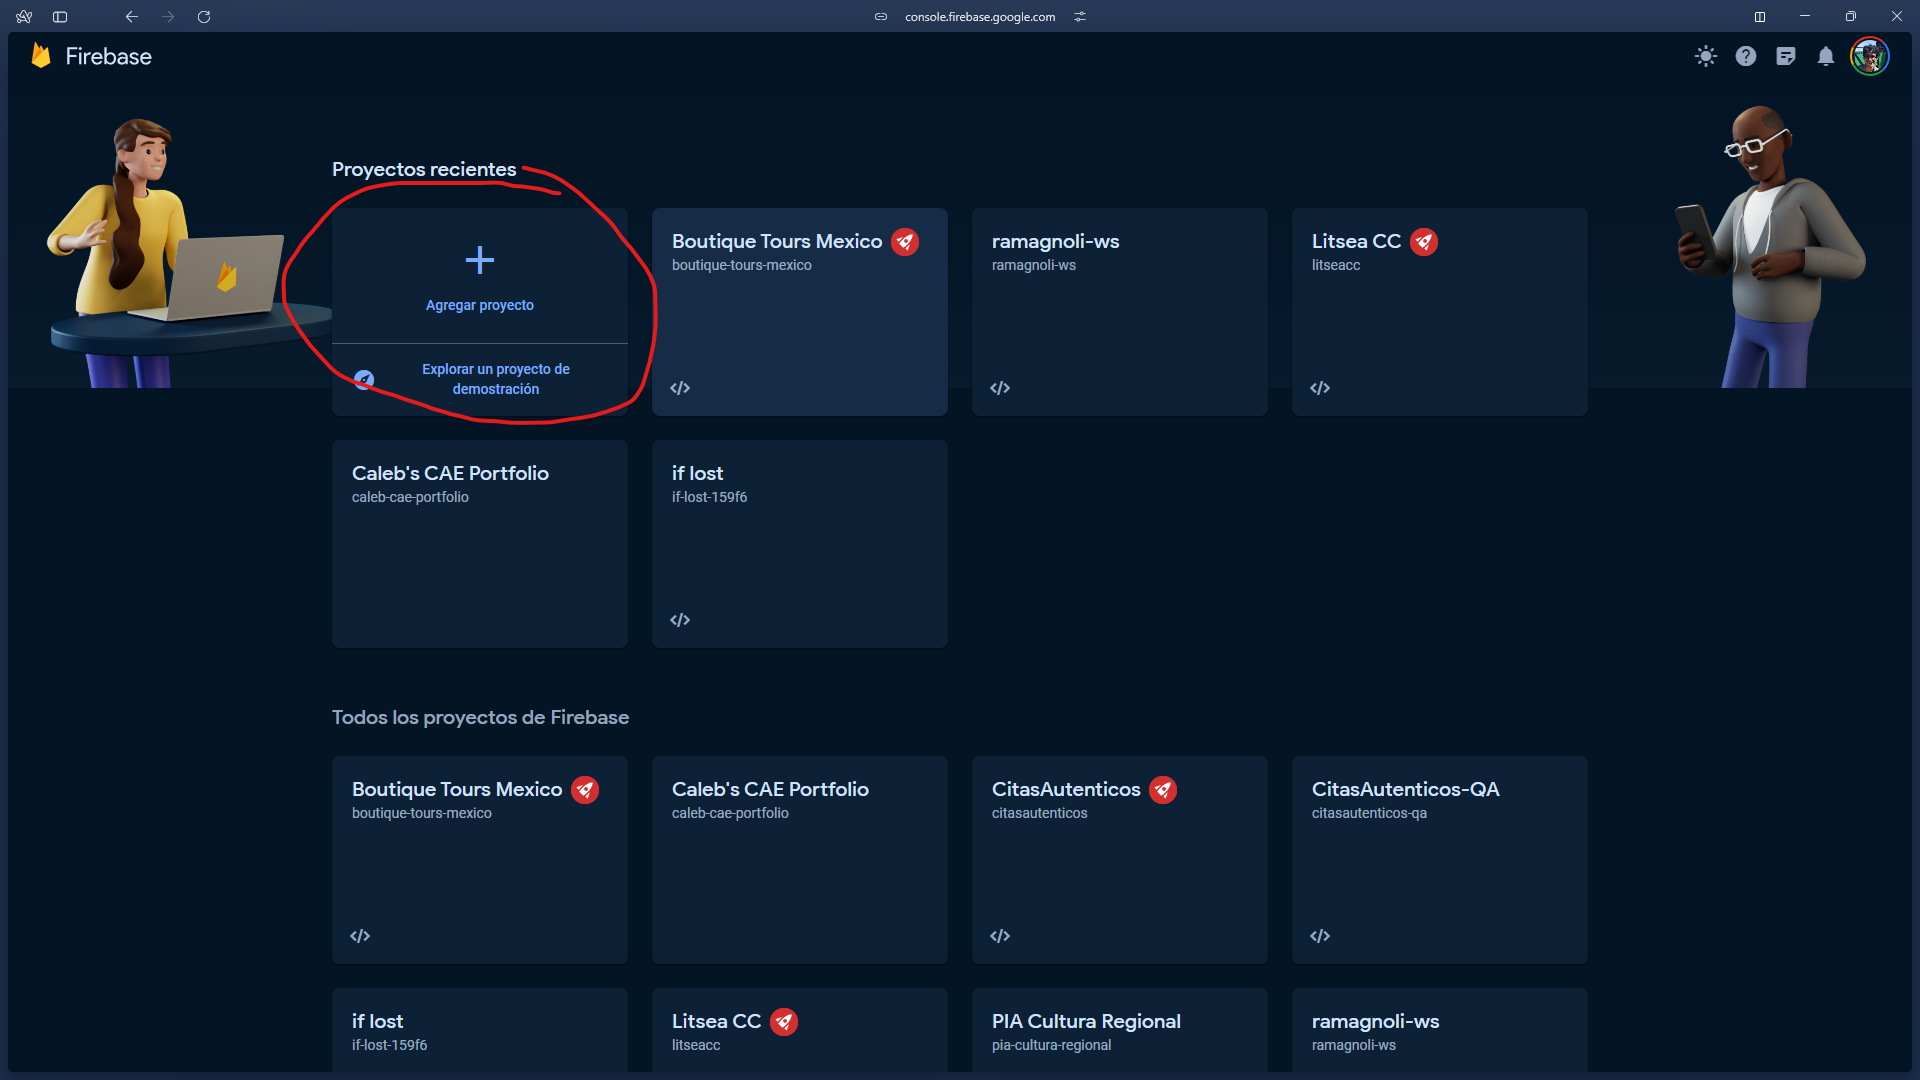 console.firebase.google.com
Firebase
Proyectos recientes
Agregar proyecto
Explorar un proyecto de
demostración
Boutique Tours Mexico
boutique-tours-mexico
ramagnoli-ws
ramagnoli-ws
Litsea CC
litseacc
Caleb's CAE Portfolio
caleb-cae-portfolio
if lost
if-lost-159f6
Todos los proyectos de Firebase
Boutique Tours Mexico
boutique-tours-mexico
Caleb's CAE Portfolio
caleb-cae-portfolio
CitasAutenticos
citasautenticos
CitasAutenticos-QA
citasautenticos-qa
if lost
if-lost-159f6
Litsea CC
litseacc
PIA Cultura Regional
pia-cultura-regional
ramagnoli-ws
ramagnoli-ws